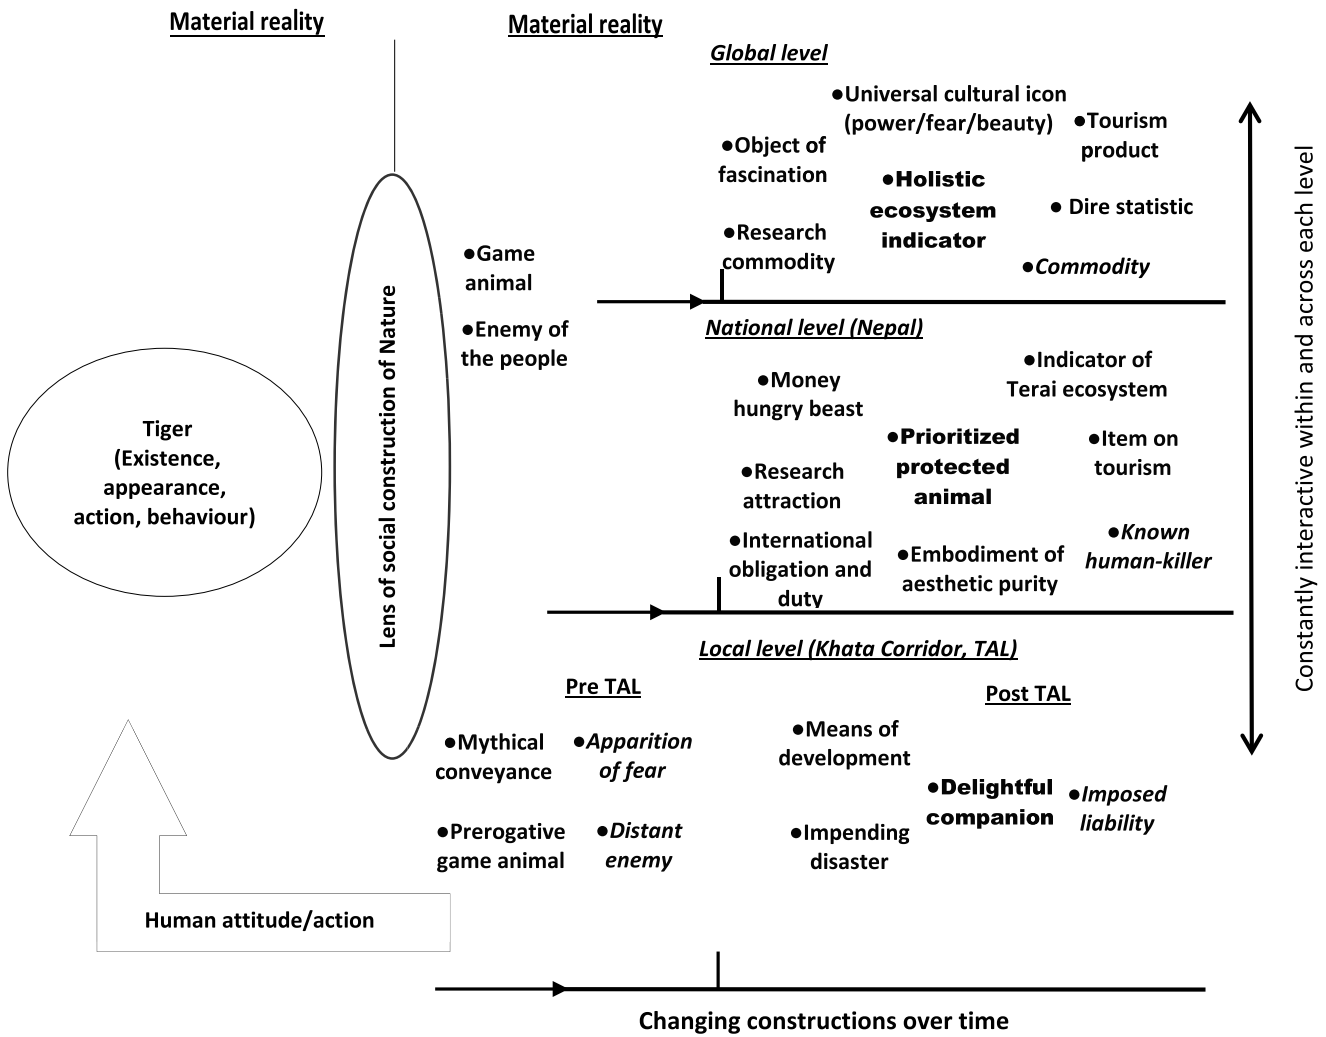 Material reality
Material reality
Global level
●Universal cultural icon
(power/fear/beauty)
●Tourism
product
●Object of
fascination
●Holistic
ecosystem
indicator
● Dire statistic
●Research
commodity
●Commodity
●Game
animal
●Enemy of
the people
National level (Nepal)
●Indicator of
Terai ecosystem
●Money
hungry beast
●Prioritized
protected
animal
●Item on
tourism
●Research
attraction
●International
obligation and
duty
●Embodiment of
aesthetic purity
●Known
human-killer
Tiger
(Existence,
appearance,
action, behaviour)
Lens of social construction of Nature
Constantly interactive within and across each level
Local level (Khata Corridor, TAL)
Pre TAL
Post TAL
●Mythical
conveyance
●Apparition
of fear
●Means of
development
●Delightful
companion
●Imposed
liability
●Prerogative
game animal
●Distant
enemy
●Impending
disaster
Human attitude/action
Changing constructions over time